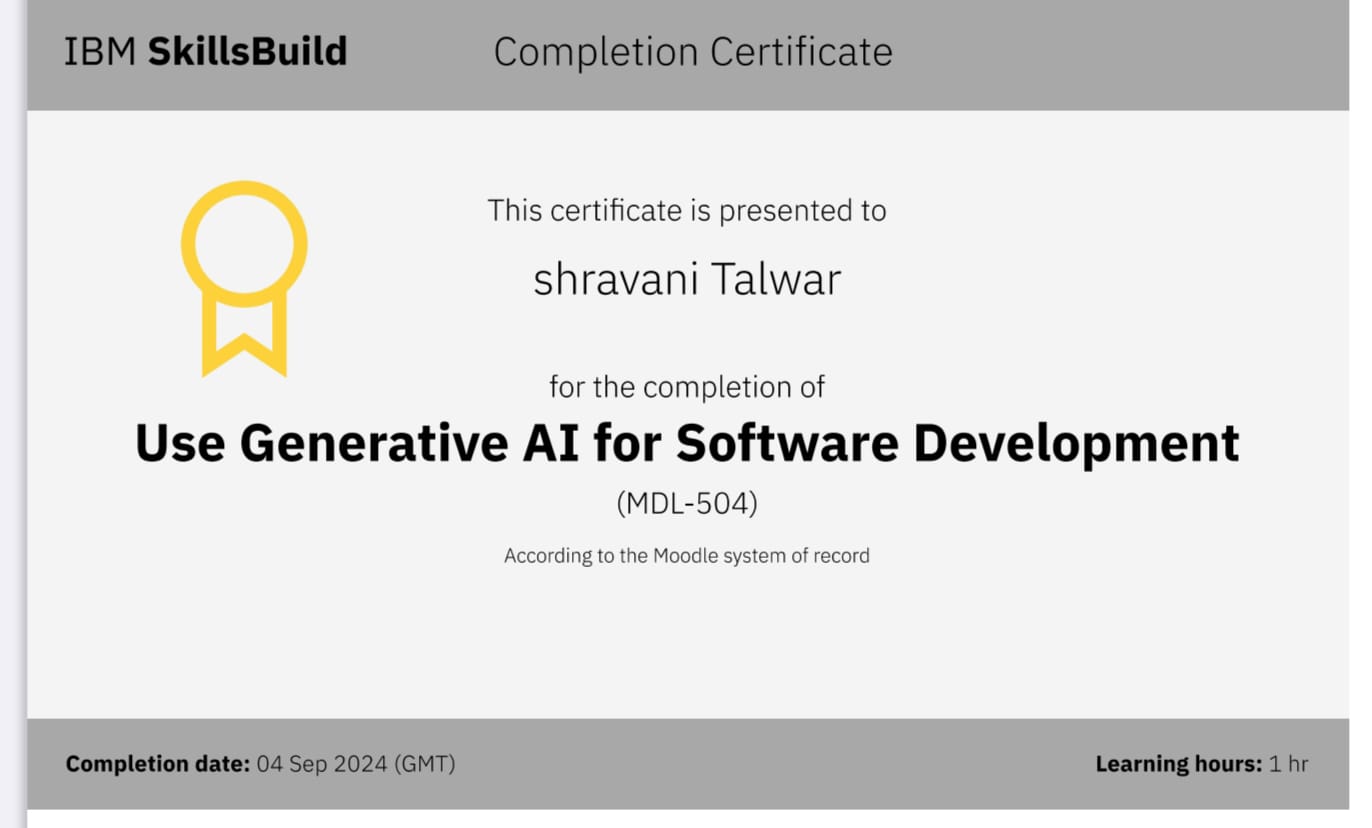 IBM SkillsBuild
Completion Certificate
This certificate is presented to
shravani Talwar
for the completion of
Use Generative AI for Software Development
(MDL-504)
According to the Moodle system of record
Completion date: 04 Sep 2024 (GMT)
Learning hours: 1 hr